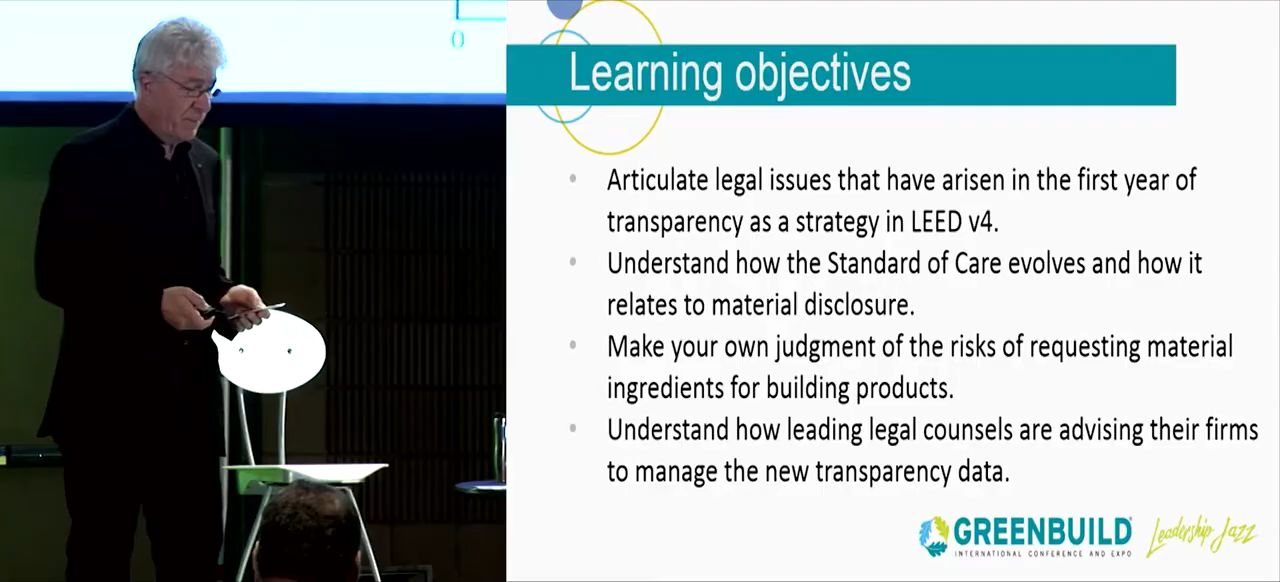 0
Learning objectives
• Articulate legal issues that have arisen in the first year of
transparency as a strategy in LEED v4.
• Understand how the Standard of Care evolves and how it
relates to material disclosure.
• Make your own judgment of the risks of requesting material
ingredients for building products.
• Understand how leading legal counsels are advising their firms
to manage the new transparency data.
GREENBUILD
INTERNATIONAL CONFERENCE AND EXPO
Leadership Jazz